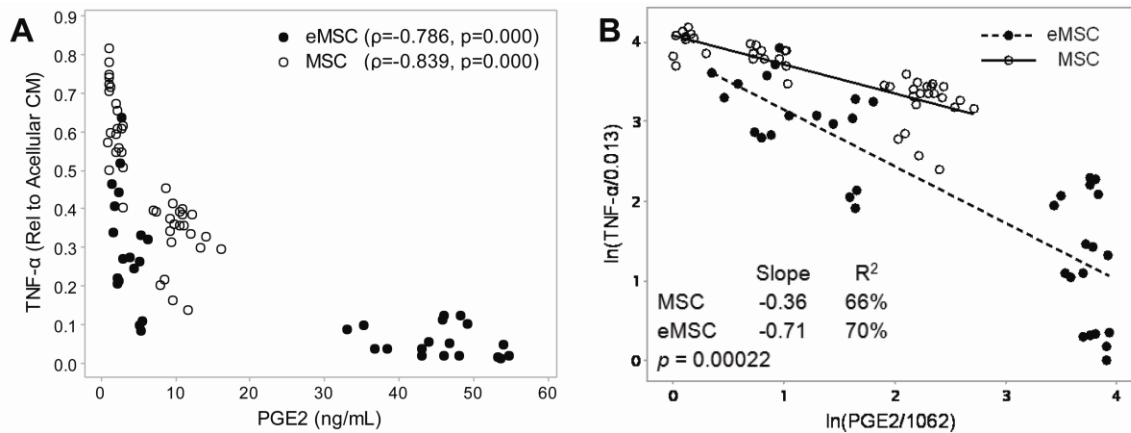 A
TNF-α (Rel to Acellular CM)
0.9
0.8
0.7
0.6
0.5
0.4
0.3
0.2
0.1
0.0
eMSC (ρ=-0.786, p=0.000)
MSC (ρ=-0.839, p=0.000)
0 10 20 30 40 50 60
PGE2 (ng/mL)
B
ln(TNF-α/0.013)
4
3
2
1
0
eMSC
MSC
Slope R²
MSC -0.36 66%
eMSC -0.71 70%
p = 0.00022
0 1 2 3 4
ln(PGE2/1062)